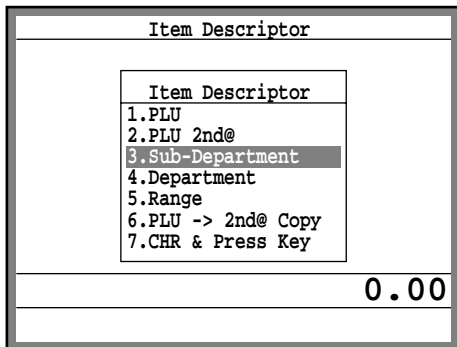 Item Descriptor
Item Descriptor
1.PLU
2.PLU 2nd@
3.Sub-Department
4.Department
5.Range
6.PLU -> 2nd@ Copy
7.CHR & Press Key
0.00